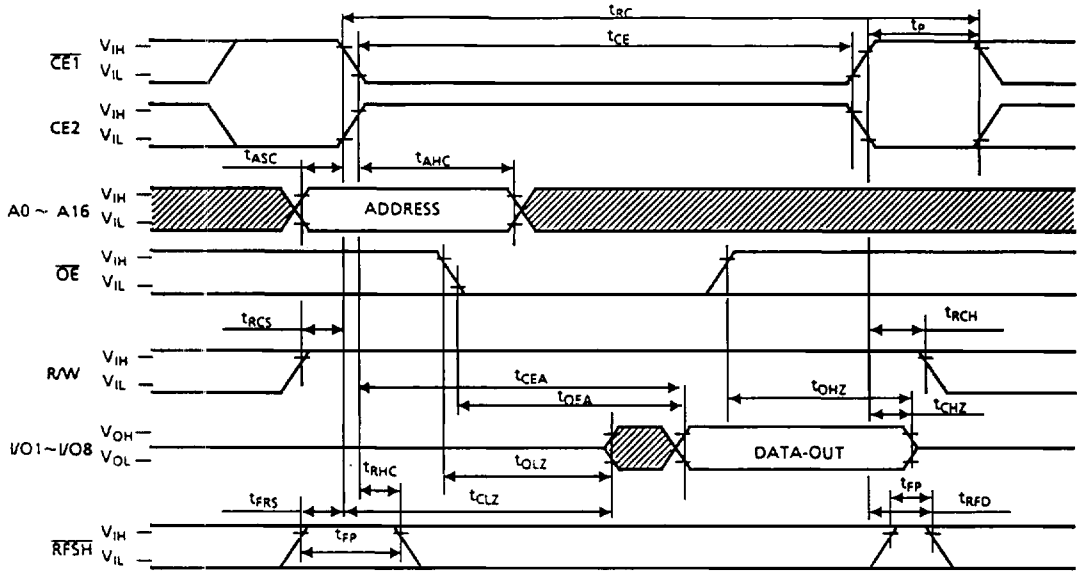 tRC
tP
tCE
CE1 VIH
VIL
CE2 VIH
VIL
tASC tAHC
A0 ~ A16 VIH
VIL
ADDRESS
OE VIH
VIL
tRCS tRCH
R/W VIH
VIL
tCEA
tOEA tOHZ
tCHZ
I/O1~I/O8 VOH
VOL
DATA-OUT
tRHC tOLZ
tFRS tCLZ tFP tRFD
RFSH VIH
VIL
tFP